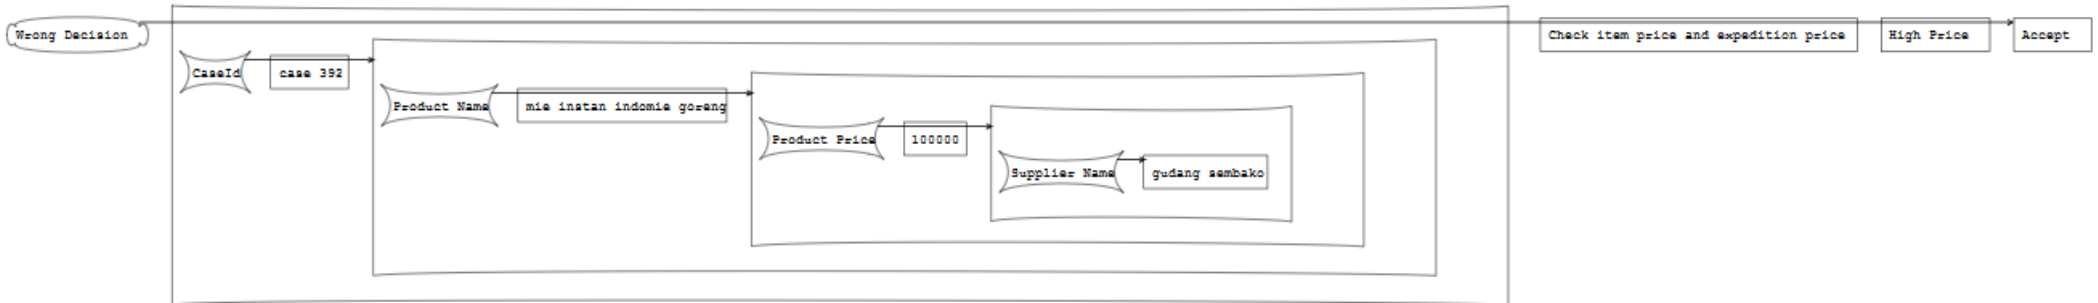 Wrong Decision
Check item price and expedition price
High Price
Accept
CaseId
case 392
Product Name
mie instan indomie goreng
Product Price
100000
Supplier Name
gudang sembako